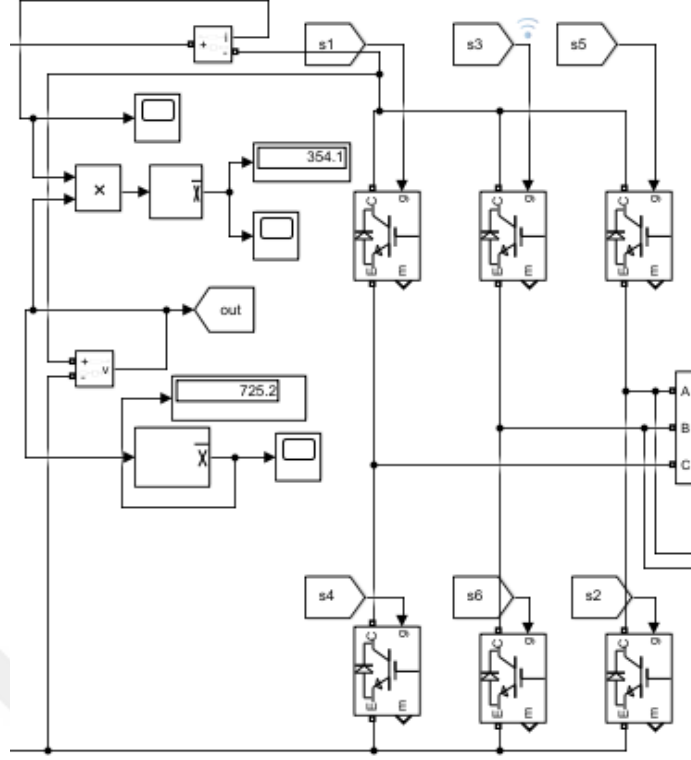 + i
-
s1 s3 s5
354.1
×
x
C g C g C g
E m E m E m
out
+
- v
725.2
x
A
B
C
s4 s6 s2
C g C g C g
E m E m E m